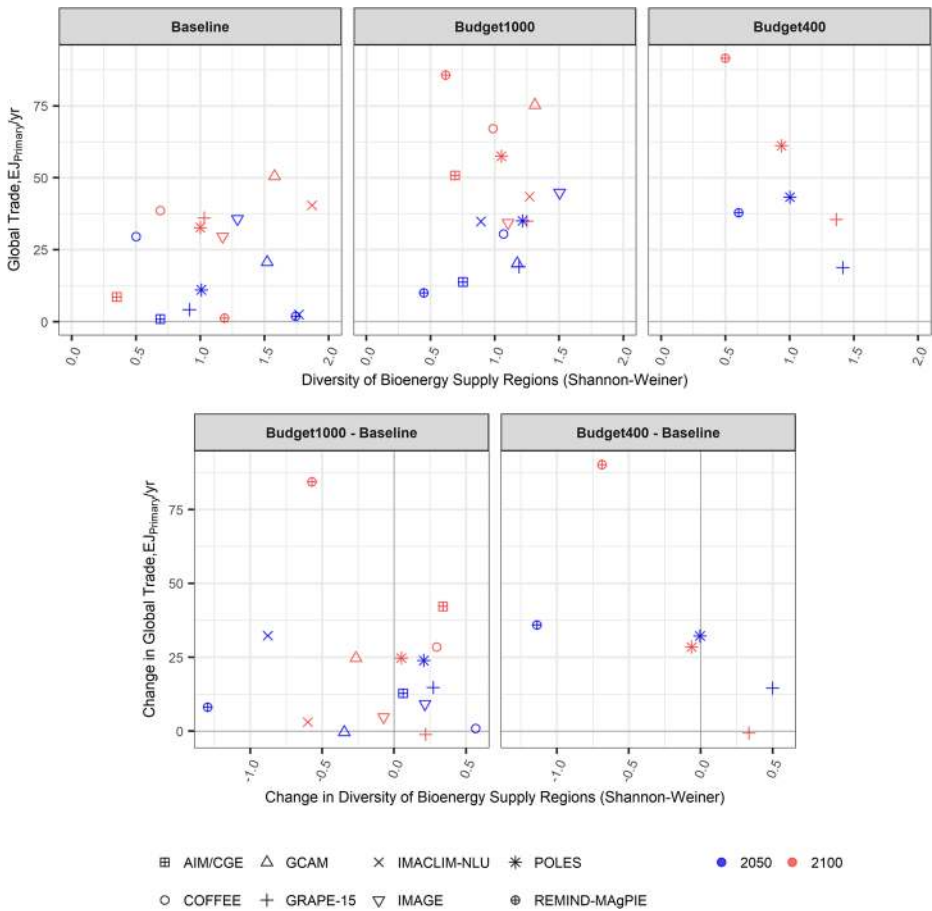 Baseline
Budget1000
Budget400
Global Trade,EJPrimary/yr
75
50
25
0
0.0 0.5 1.0 1.5 2.0
0.0 0.5 1.0 1.5 2.0
0.0 0.5 1.0 1.5 2.0
Diversity of Bioenergy Supply Regions (Shannon-Weiner)
Budget1000 - Baseline
Budget400 - Baseline
Change in Global Trade,EJPrimary/yr
75
50
25
0
-1.0 -0.5 0.0 0.5
-1.0 -0.5 0.0 0.5
Change in Diversity of Bioenergy Supply Regions (Shannon-Weiner)
AIM/CGE GCAM IMACLIM-NLU POLES 2050 2100
COFFEE GRAPE-15 IMAGE REMIND-MAgPIE